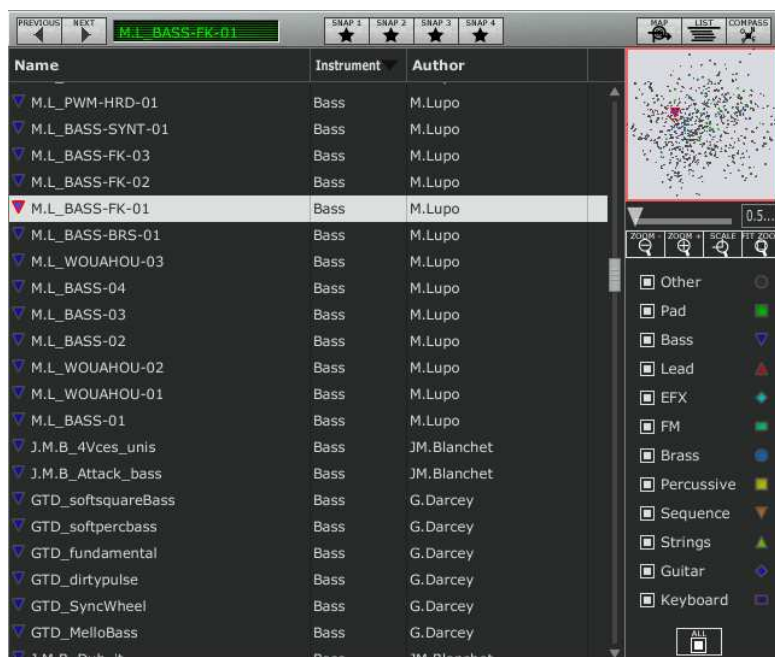 PREVIOUS NEXT M.L_BASS-FK-01 SNAP 1 SNAP 2 SNAP 3 SNAP 4 MAP LIST COMPASS
Name Instrument Author
M.L_PWM-HRD-01 Bass M.Lupo
M.L_BASS-SYNT-01 Bass M.Lupo
M.L_BASS-FK-03 Bass M.Lupo
M.L_BASS-FK-02 Bass M.Lupo
M.L_BASS-FK-01 Bass M.Lupo
M.L_BASS-BRS-01 Bass M.Lupo
M.L_WOUAHOU-03 Bass M.Lupo
M.L_BASS-04 Bass M.Lupo
M.L_BASS-03 Bass M.Lupo
M.L_BASS-02 Bass M.Lupo
M.L_WOUAHOU-02 Bass M.Lupo
M.L_WOUAHOU-01 Bass M.Lupo
M.L_BASS-01 Bass M.Lupo
J.M.B_4Vces_unis Bass JM.Blanchet
J.M.B_Attack_bass Bass JM.Blanchet
GTD_softsquareBass Bass G.Darcey
GTD_softpercbass Bass G.Darcey
GTD_fundamental Bass G.Darcey
GTD_dirtypulse Bass G.Darcey
GTD_SyncWheel Bass G.Darcey
GTD_MelloBass Bass G.Darcey
0.5...
ZOOM - ZOOM + SCALE FIT ZOO
Other
Pad
Bass
Lead
EFX
FM
Brass
Percussive
Sequence
Strings
Guitar
Keyboard
ALL